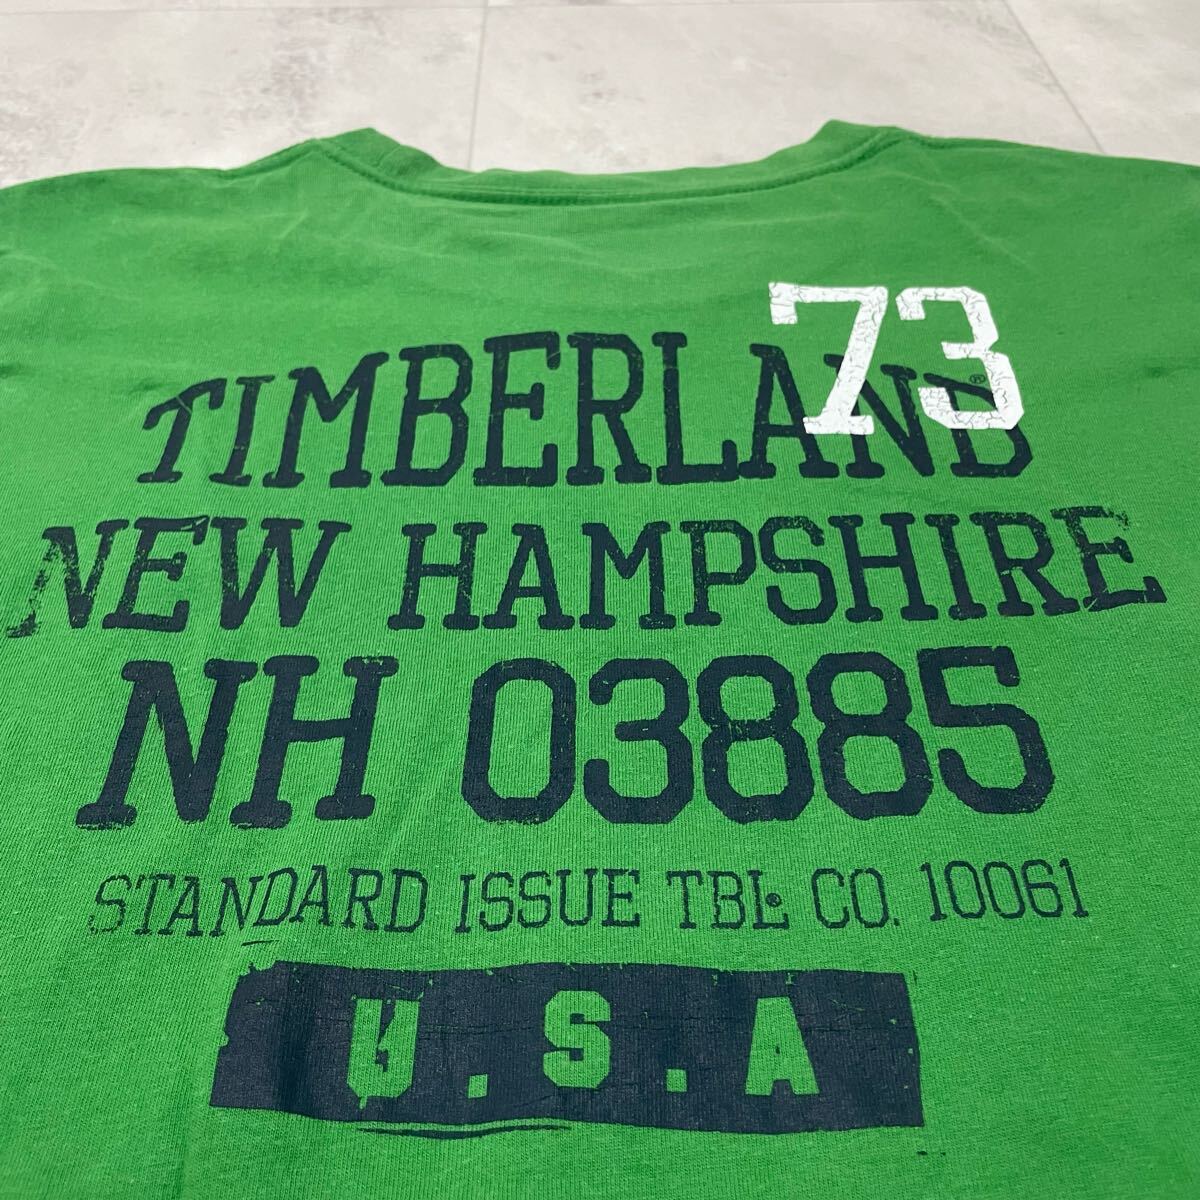 73
TIMBERLAND®
NEW HAMPSHIRE
NH 03885
STANDARD ISSUE TBL® CO. 10061
U.S.A